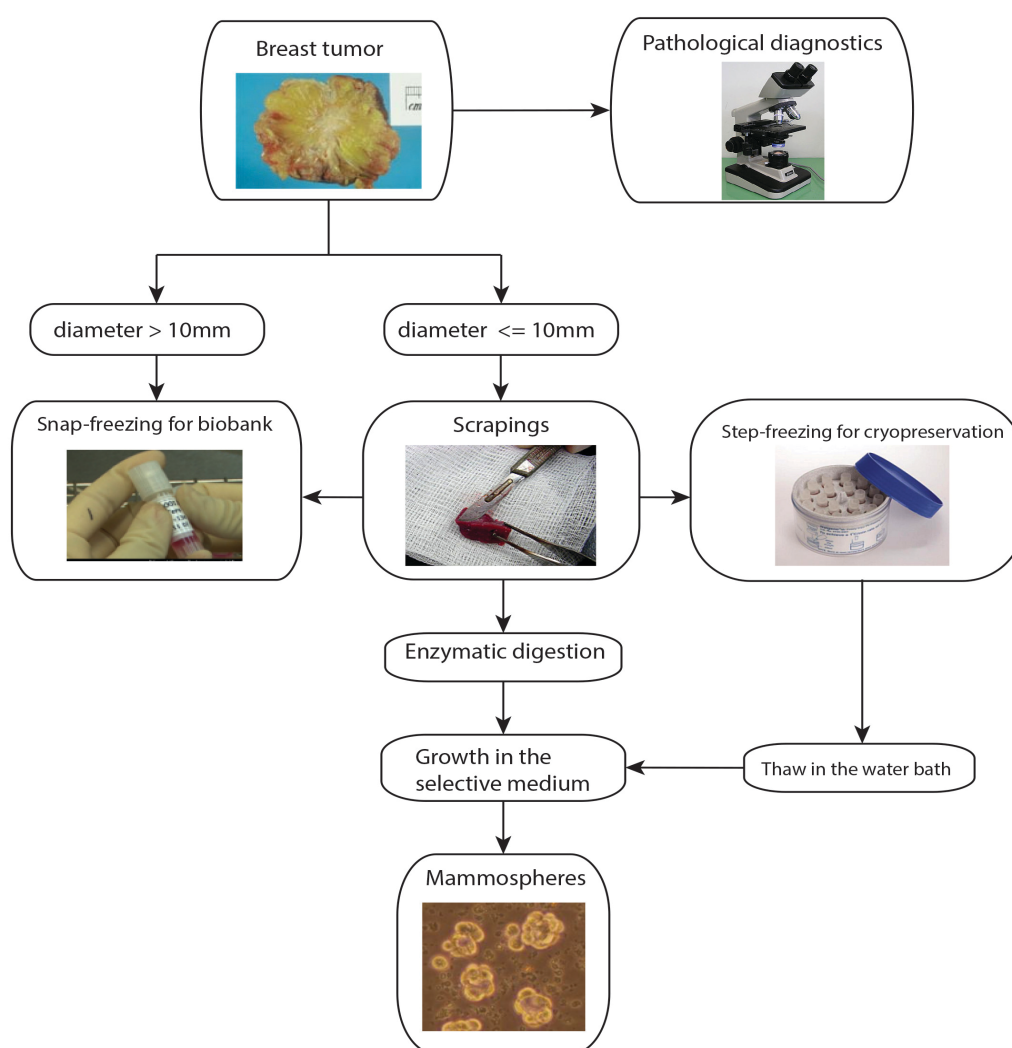 Breast tumor
Pathological diagnostics
cm
diameter > 10mm
diameter <= 10mm
Snap-freezing for biobank
Scrapings
Step-freezing for cryopreservation
Enzymatic digestion
Growth in the
selective medium
Thaw in the water bath
Mammospheres